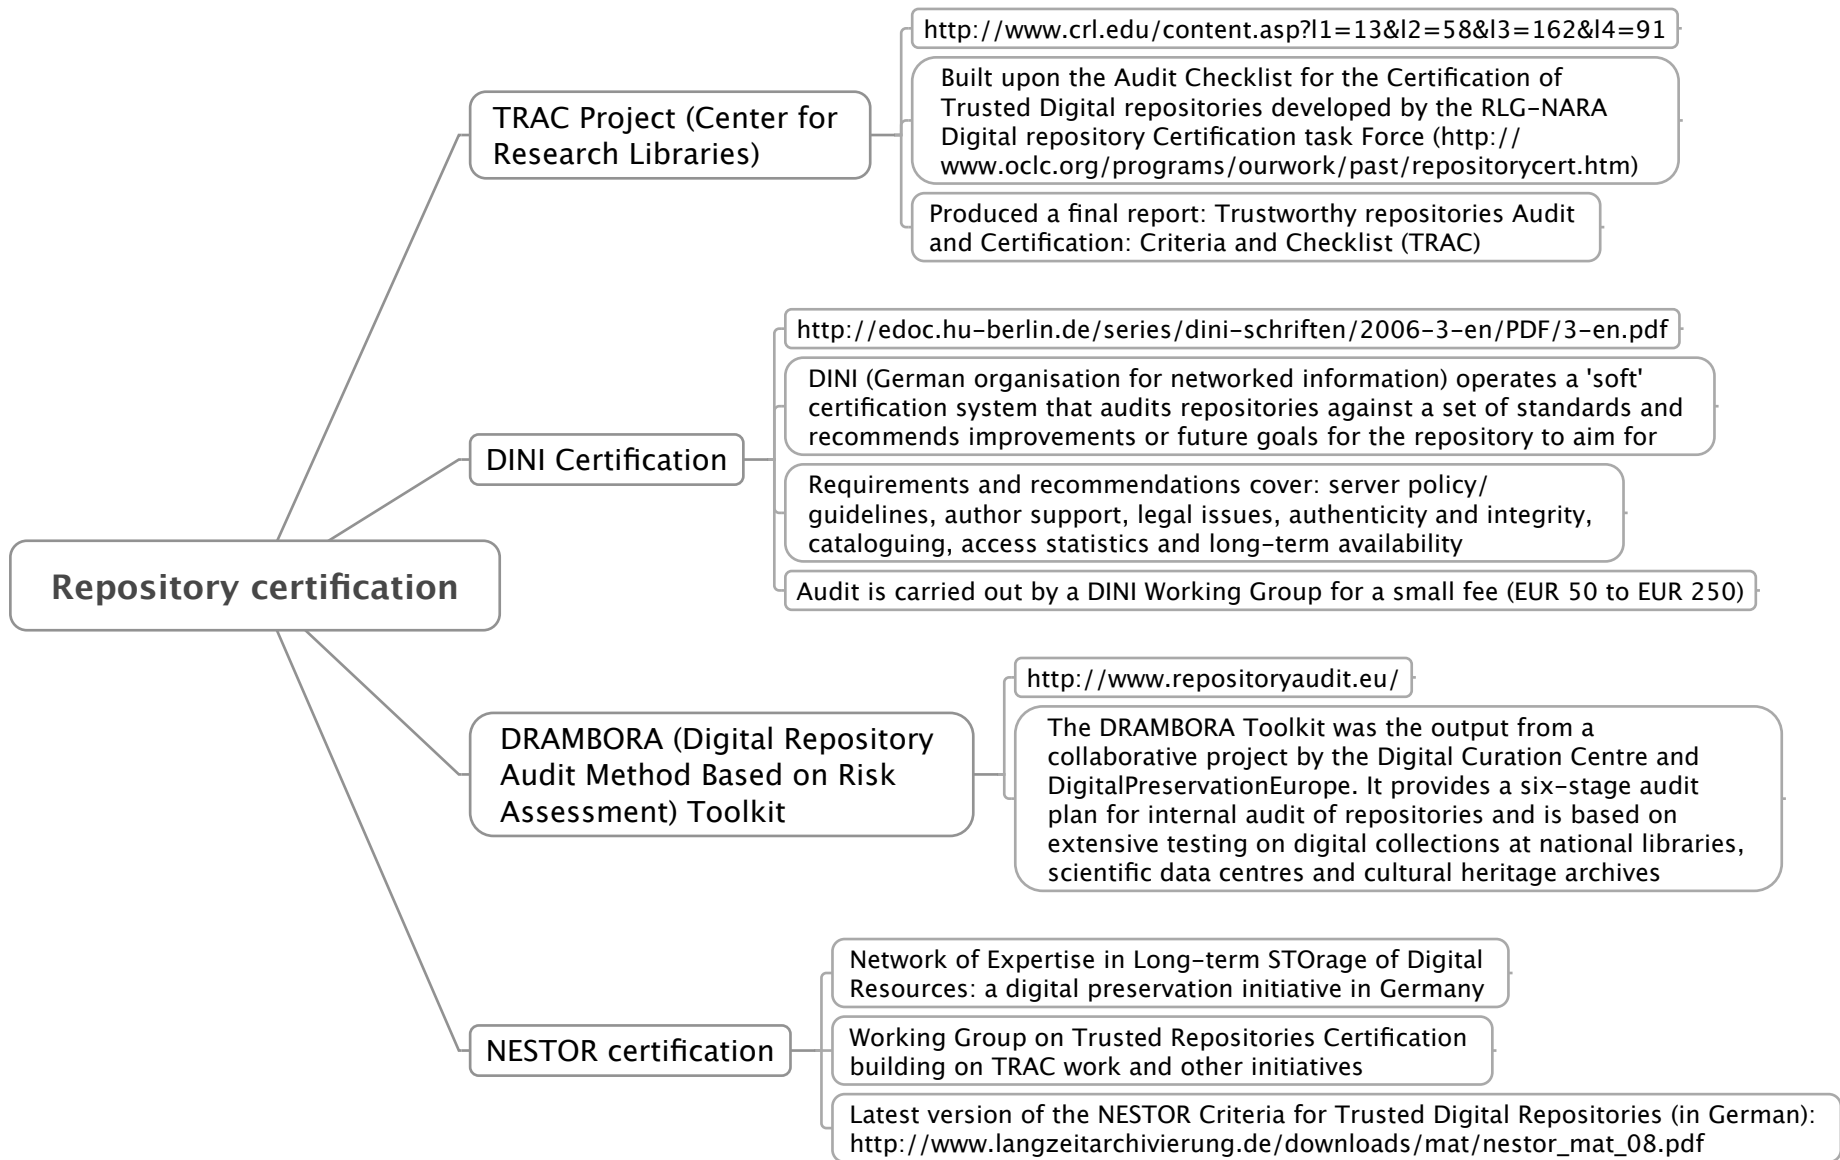 Repository certification
TRAC Project (Center for
Research Libraries)
http://www.crl.edu/content.asp?l1=13&l2=58&l3=162&l4=91
Built upon the Audit Checklist for the Certification of
Trusted Digital repositories developed by the RLG-NARA
Digital repository Certification task Force (http://
www.oclc.org/programs/ourwork/past/repositorycert.htm)
Produced a final report: Trustworthy repositories Audit
and Certification: Criteria and Checklist (TRAC)
DINI Certification
http://edoc.hu-berlin.de/series/dini-schriften/2006-3-en/PDF/3-en.pdf
DINI (German organisation for networked information) operates a 'soft'
certification system that audits repositories against a set of standards and
recommends improvements or future goals for the repository to aim for
Requirements and recommendations cover: server policy/
guidelines, author support, legal issues, authenticity and integrity,
cataloguing, access statistics and long-term availability
Audit is carried out by a DINI Working Group for a small fee (EUR 50 to EUR 250)
DRAMBORA (Digital Repository
Audit Method Based on Risk
Assessment) Toolkit
http://www.repositoryaudit.eu/
The DRAMBORA Toolkit was the output from a
collaborative project by the Digital Curation Centre and
DigitalPreservationEurope. It provides a six-stage audit
plan for internal audit of repositories and is based on
extensive testing on digital collections at national libraries,
scientific data centres and cultural heritage archives
NESTOR certification
Network of Expertise in Long-term STOrage of Digital
Resources: a digital preservation initiative in Germany
Working Group on Trusted Repositories Certification
building on TRAC work and other initiatives
Latest version of the NESTOR Criteria for Trusted Digital Repositories (in German):
http://www.langzeitarchivierung.de/downloads/mat/nestor_mat_08.pdf